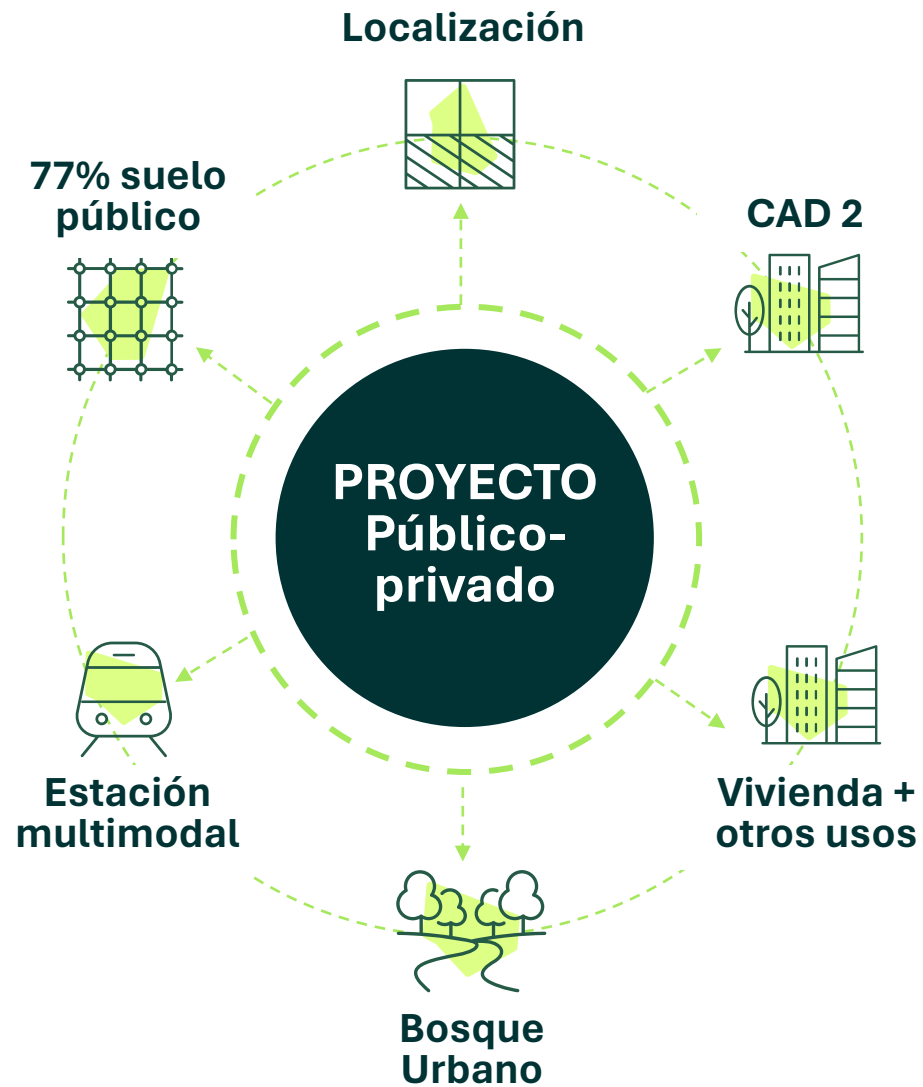 Localización
77% suelo
público
CAD 2
PROYECTO
Público-
privado
Estación
multimodal
Vivienda +
otros usos
Bosque
Urbano